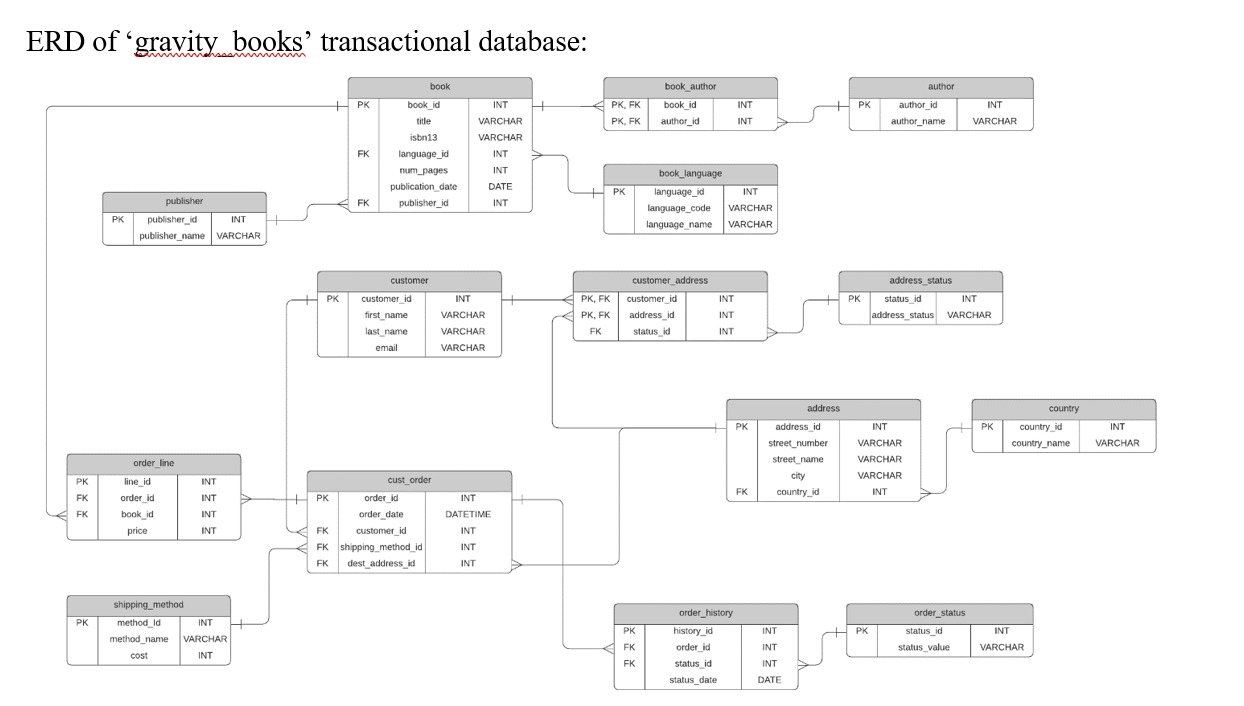 ERD of ‘gravity_books’ transactional database:
book
PK book_id INT
title VARCHAR
isbn13 VARCHAR
FK language_id INT
num_pages INT
publication_date DATE
FK publisher_id INT
book_author
PK, FK book_id INT
PK, FK author_id INT
author
PK author_id INT
author_name VARCHAR
book_language
PK language_id INT
language_code VARCHAR
language_name VARCHAR
publisher
PK publisher_id INT
publisher_name VARCHAR
customer
PK customer_id INT
first_name VARCHAR
last_name VARCHAR
email VARCHAR
customer_address
PK, FK customer_id INT
PK, FK address_id INT
FK status_id INT
address_status
PK status_id INT
address_status VARCHAR
address
PK address_id INT
street_number VARCHAR
street_name VARCHAR
city VARCHAR
FK country_id INT
country
PK country_id INT
country_name VARCHAR
order_line
PK line_id INT
FK order_id INT
FK book_id INT
price INT
cust_order
PK order_id INT
order_date DATETIME
FK customer_id INT
FK shipping_method_id INT
FK dest_address_id INT
shipping_method
PK method_Id INT
method_name VARCHAR
cost INT
order_history
PK history_id INT
FK order_id INT
FK status_id INT
status_date DATE
order_status
PK status_id INT
status_value VARCHAR